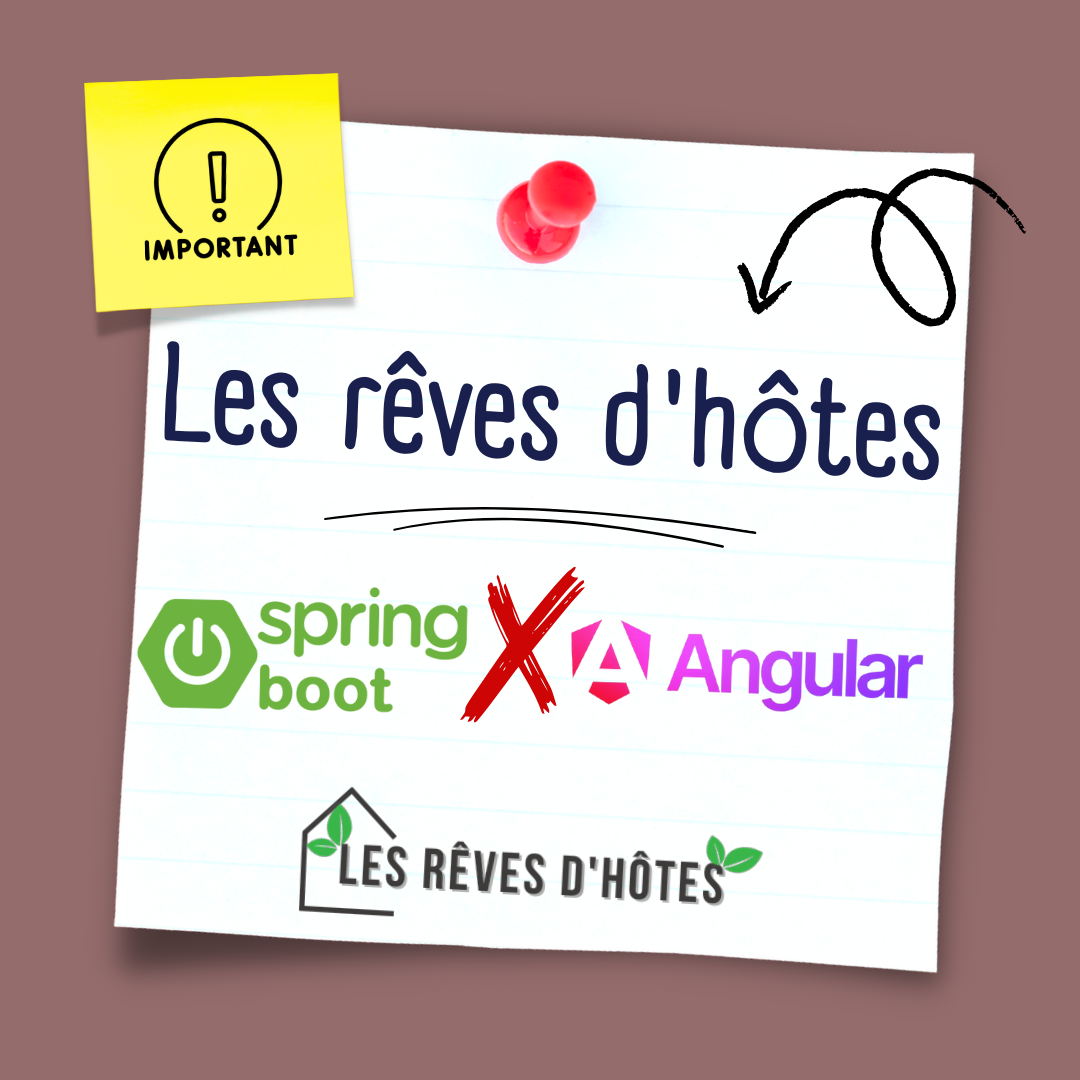 IMPORTANT
Les rêves d'hôtes
spring
boot
X
Angular
LES RÊVES D'HÔTES